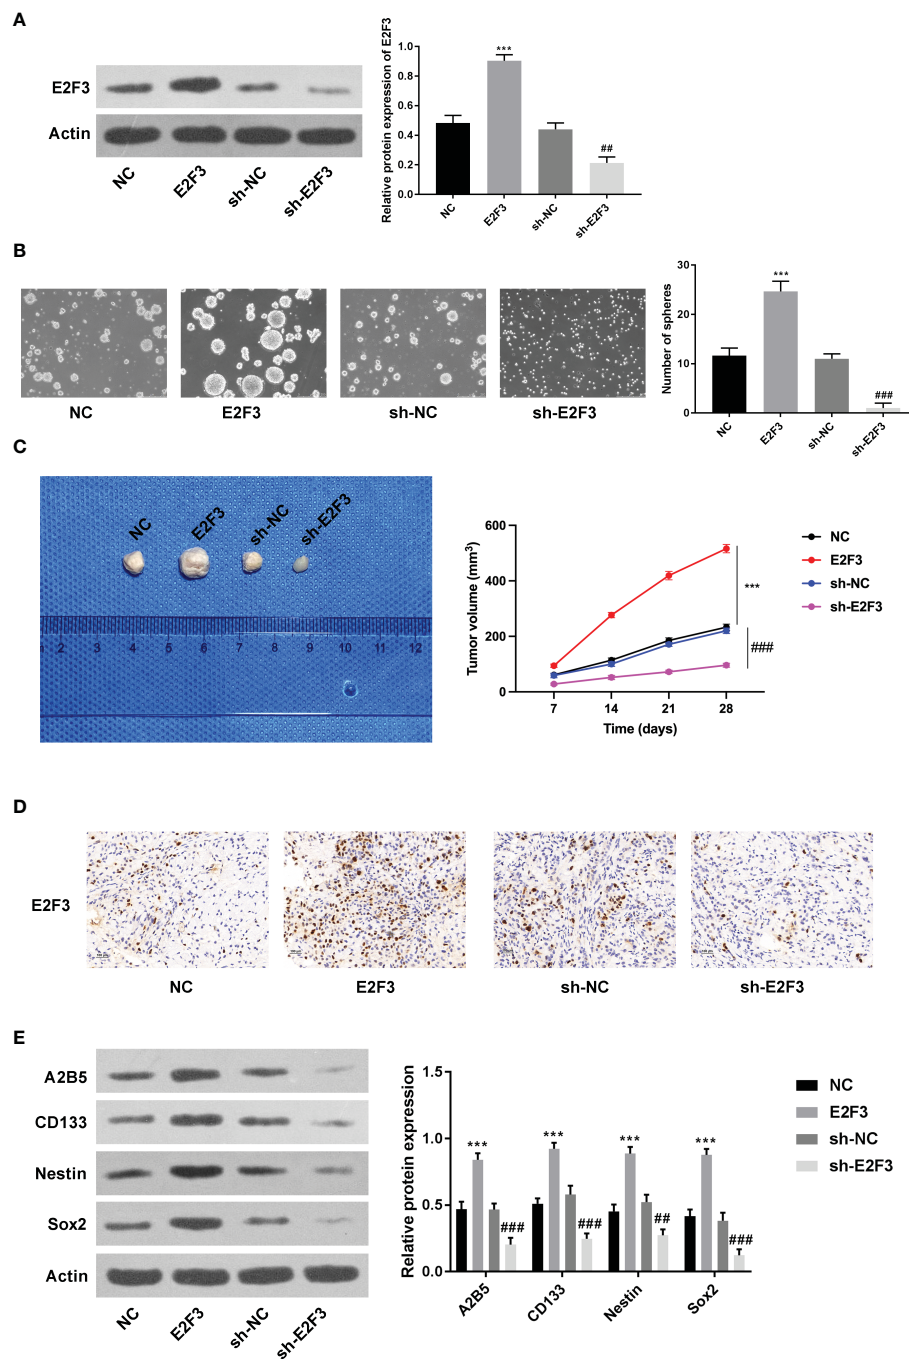 A
E2F3
Actin
NC
E2F3
sh-NC
sh-E2F3
Relative protein expression of E2F3
1.0
0.8
0.6
0.4
0.2
0.0
***
##
NC
E2F3
sh-NC
sh-E2F3
B
NC
E2F3
sh-NC
sh-E2F3
Number of spheres
30
20
10
0
***
###
NC
E2F3
sh-NC
sh-E2F3
C
NC
E2F3
sh-NC
sh-E2F3
2 3 4 5 6 7 8 9 10 11 12
Tumor volume (mm³)
600
400
200
0
7 14 21 28
Time (days)
***
###
NC
E2F3
sh-NC
sh-E2F3
D
E2F3
NC
E2F3
sh-NC
sh-E2F3
E
A2B5
CD133
Nestin
Sox2
Actin
NC
E2F3
sh-NC
sh-E2F3
Relative protein expression
1.5
1.0
0.5
0.0
*** ### *** ### *** ## *** ###
A2B5
CD133
Nestin
Sox2
NC
E2F3
sh-NC
sh-E2F3